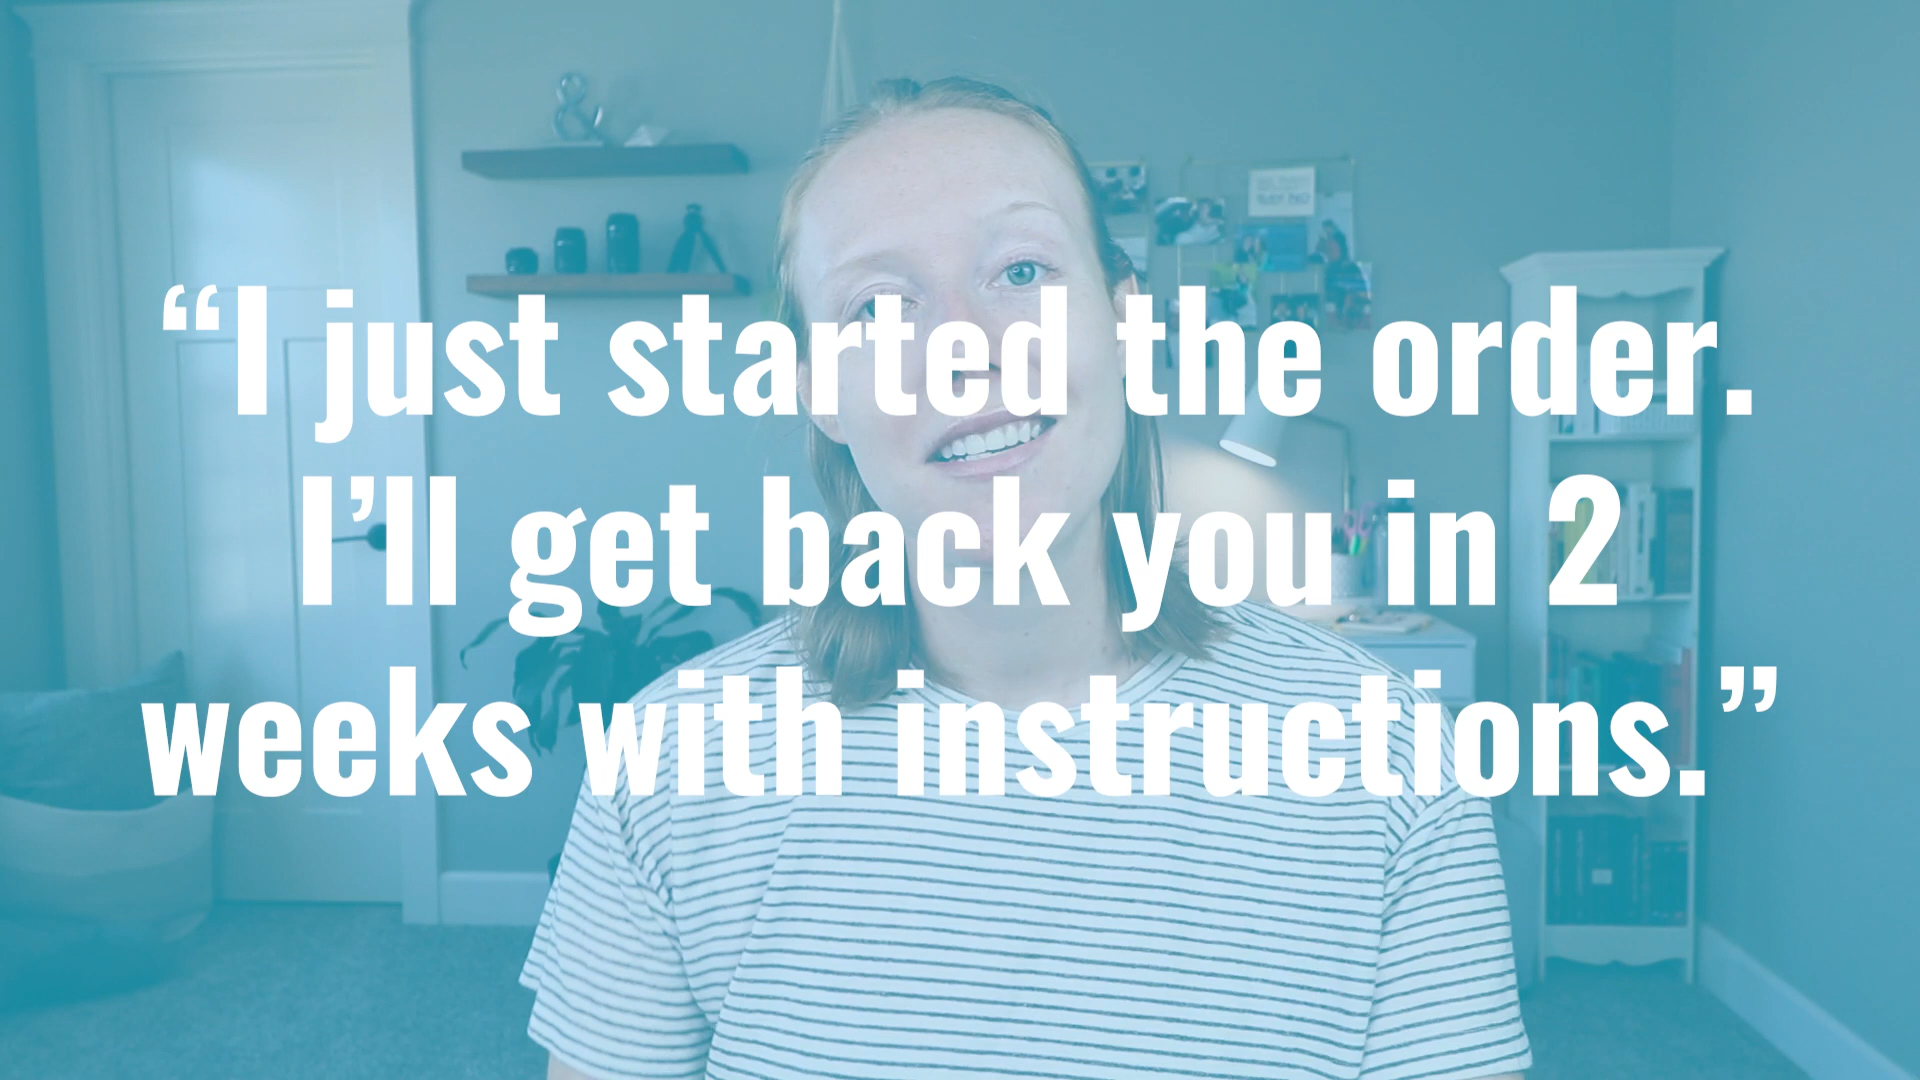 “I just started the order.
I’ll get back you in 2
weeks with instructions.”